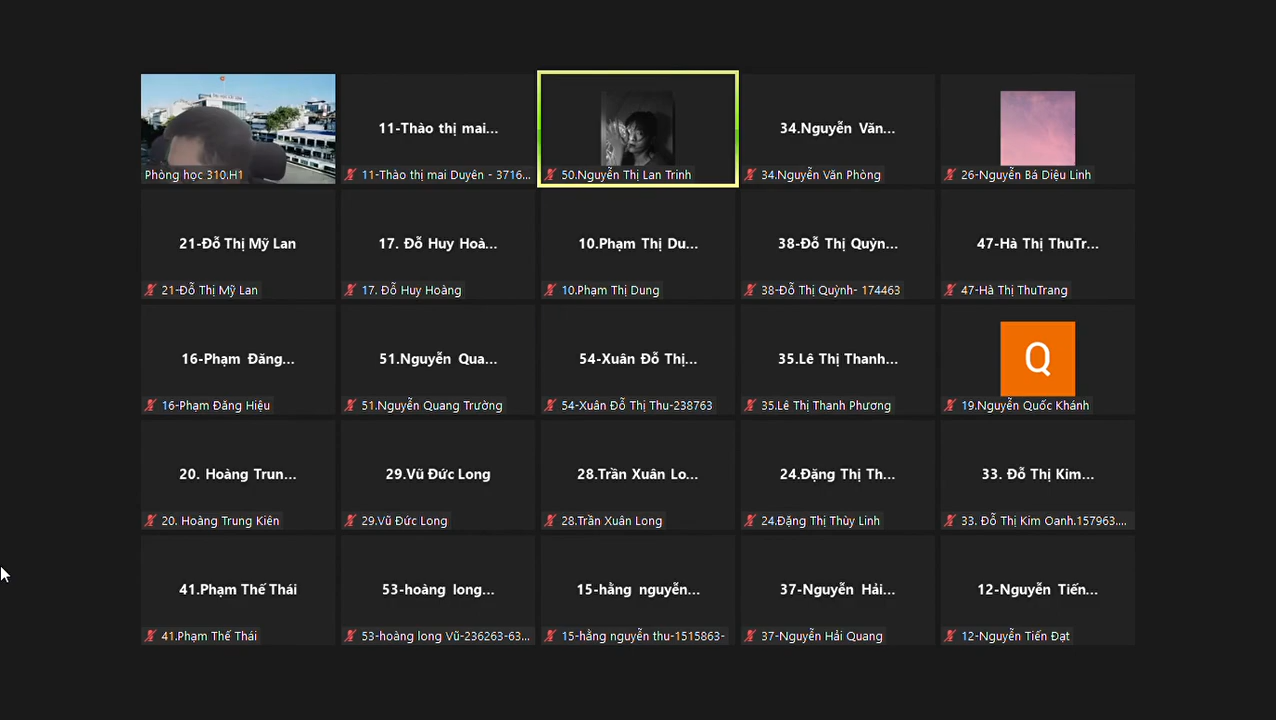 Phòng học 310.H1
11-Thào thị mai...
11-Thào thị mai Duyên - 3716...
50.Nguyễn Thị Lan Trinh
34.Nguyễn Văn...
34.Nguyễn Văn Phòng
26-Nguyễn Bá Diệu Linh
21-Đỗ Thị Mỹ Lan
21-Đỗ Thị Mỹ Lan
17. Đỗ Huy Hoà...
17. Đỗ Huy Hoàng
10.Phạm Thị Du...
10.Phạm Thị Dung
38-Đỗ Thị Quỳn...
38-Đỗ Thị Quỳnh- 174463
47-Hà Thị ThuTr...
47-Hà Thị ThuTrang
16-Phạm Đăng...
16-Phạm Đăng Hiệu
51.Nguyễn Qua...
51.Nguyễn Quang Trường
54-Xuân Đỗ Thị...
54-Xuân Đỗ Thị Thu-238763
35.Lê Thị Thanh...
35.Lê Thị Thanh Phương
Q
19.Nguyễn Quốc Khánh
20. Hoàng Trun...
20. Hoàng Trung Kiên
29.Vũ Đức Long
29.Vũ Đức Long
28.Trần Xuân Lo...
28.Trần Xuân Long
24.Đặng Thị Th...
24.Đặng Thị Thùy Linh
33. Đỗ Thị Kim...
33. Đỗ Thị Kim Oanh.157963....
41.Phạm Thế Thái
41.Phạm Thế Thái
53-hoàng long...
53-hoàng long Vũ-236263-63...
15-hằng nguyễn...
15-hằng nguyễn thu-1515863-
37-Nguyễn Hải...
37-Nguyễn Hải Quang
12-Nguyễn Tiến...
12-Nguyễn Tiến Đạt